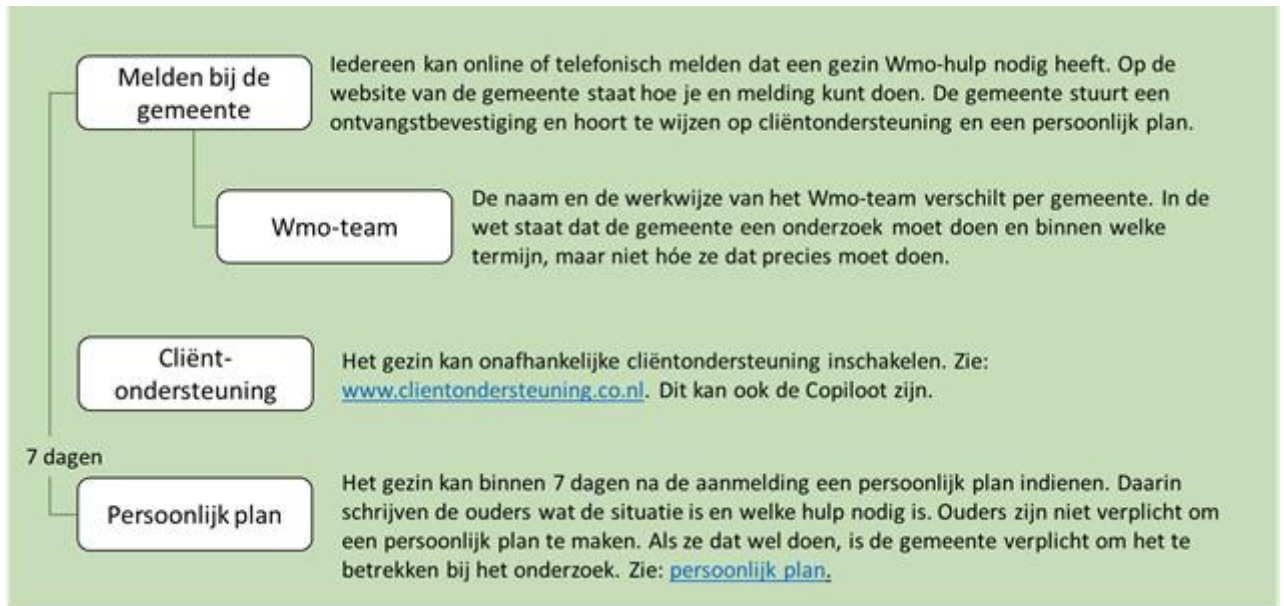 Melden bij de
gemeente
Iedereen kan online of telefonisch melden dat een gezin Wmo-hulp nodig heeft. Op de
website van de gemeente staat hoe je en melding kunt doen. De gemeente stuurt een
ontvangstbevestiging en hoort te wijzen op cliëntondersteuning en een persoonlijk plan.
Wmo-team
De naam en de werkwijze van het Wmo-team verschilt per gemeente. In de
wet staat dat de gemeente een onderzoek moet doen en binnen welke
termijn, maar niet hóe ze dat precies moet doen.
Cliënt-
ondersteuning
Het gezin kan onafhankelijke cliëntondersteuning inschakelen. Zie:
www.clientondersteuning.co.nl. Dit kan ook de Copiloot zijn.
7 dagen
Persoonlijk plan
Het gezin kan binnen 7 dagen na de aanmelding een persoonlijk plan indienen. Daarin
schrijven de ouders wat de situatie is en welke hulp nodig is. Ouders zijn niet verplicht om
een persoonlijk plan te maken. Als ze dat wel doen, is de gemeente verplicht om het te
betrekken bij het onderzoek. Zie: persoonlijk plan.